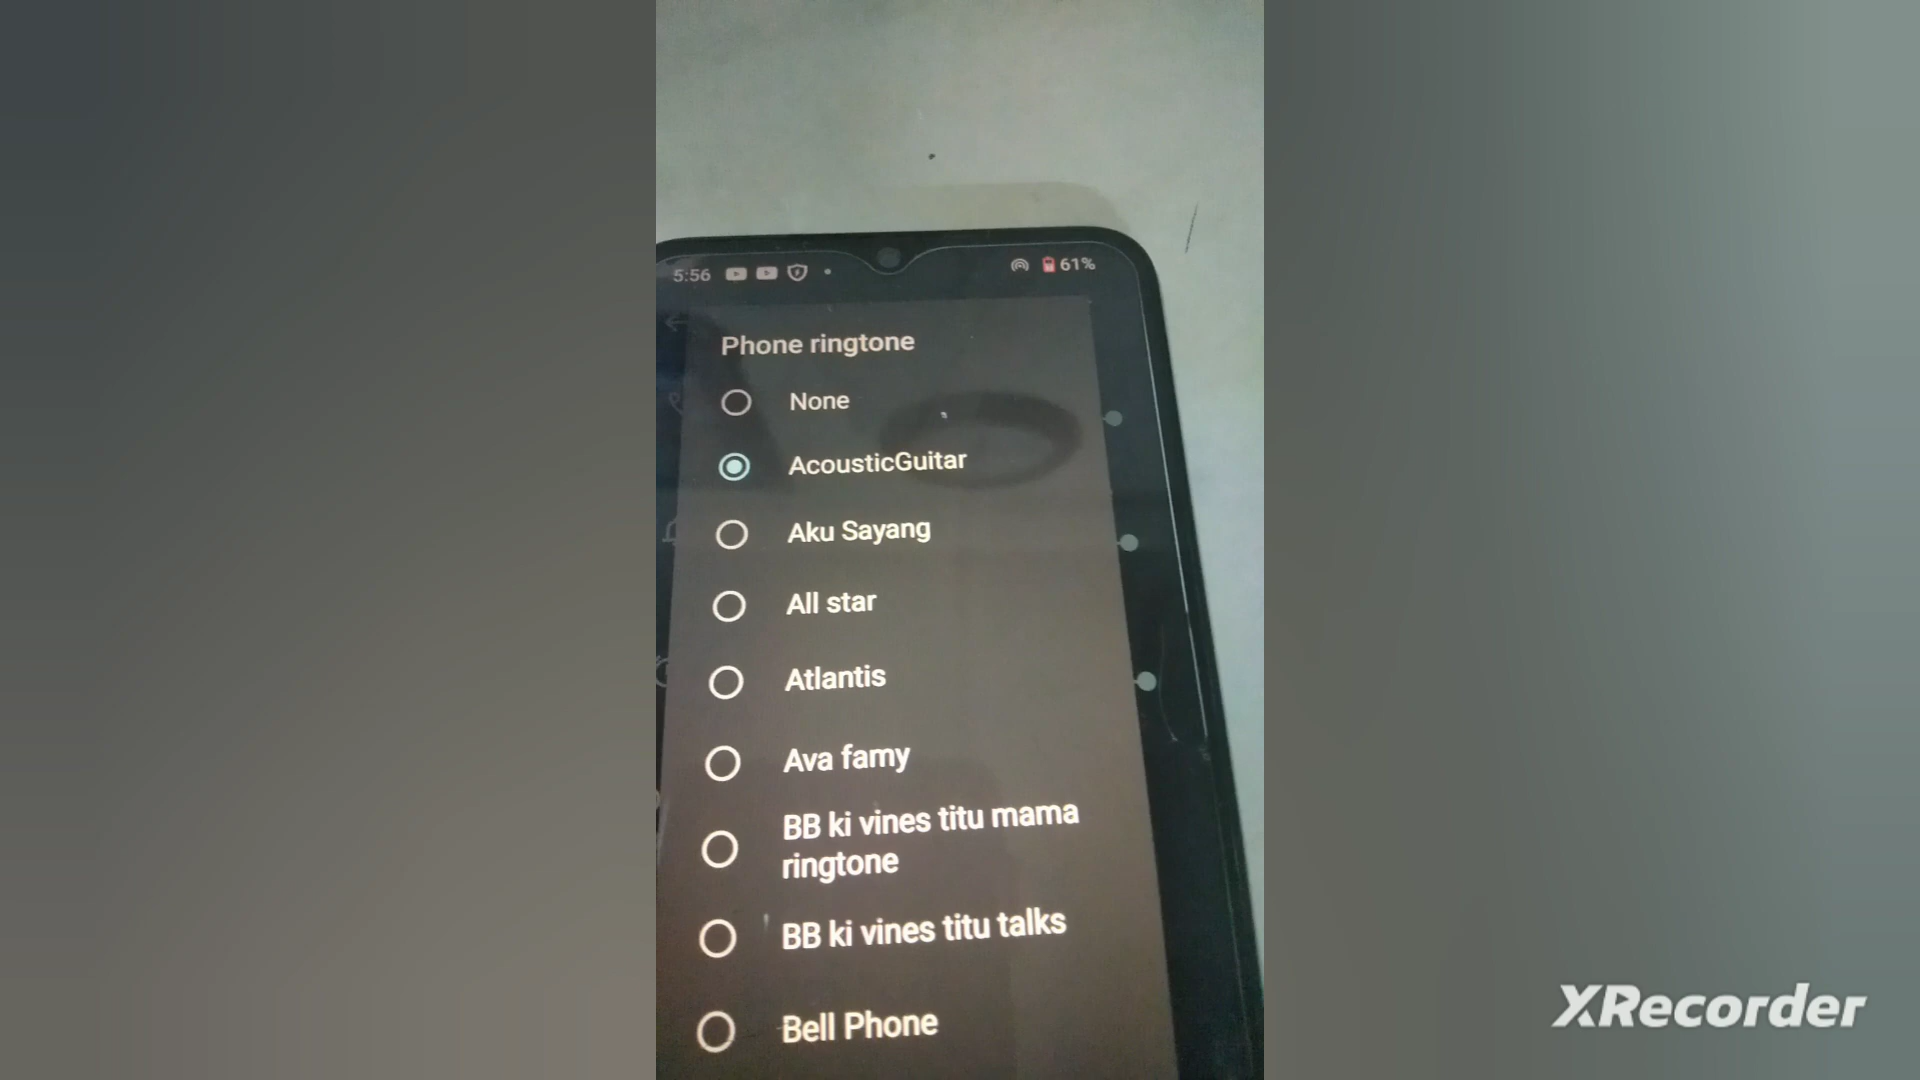 5:56
61%
Phone ringtone
None
AcousticGuitar
Aku Sayang
All star
Atlantis
Ava famy
BB ki vines titu mama
ringtone
BB ki vines titu talks
Bell Phone
XRecorder